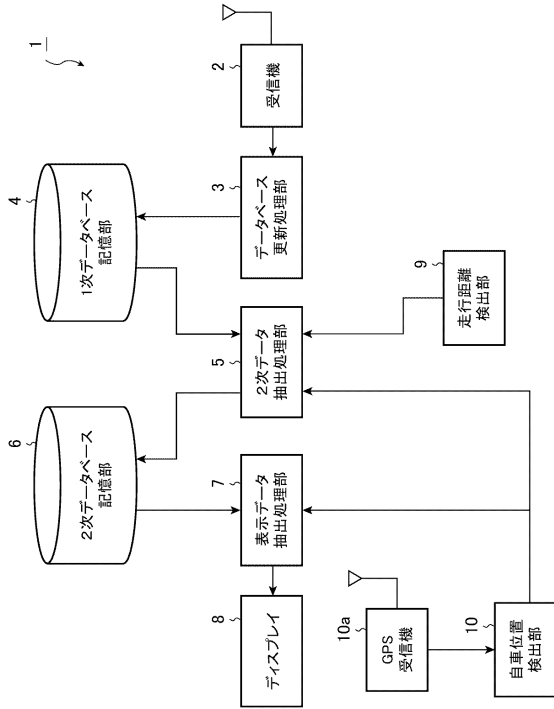 1
2
受信機
3
データベース
更新処理部
4
1次データベース
記憶部
5
2次データ
抽出処理部
6
2次データベース
記憶部
7
表示データ
抽出処理部
8
ディスプレイ
9
走行距離
検出部
10a
GPS
受信機
10
自車位置
検出部